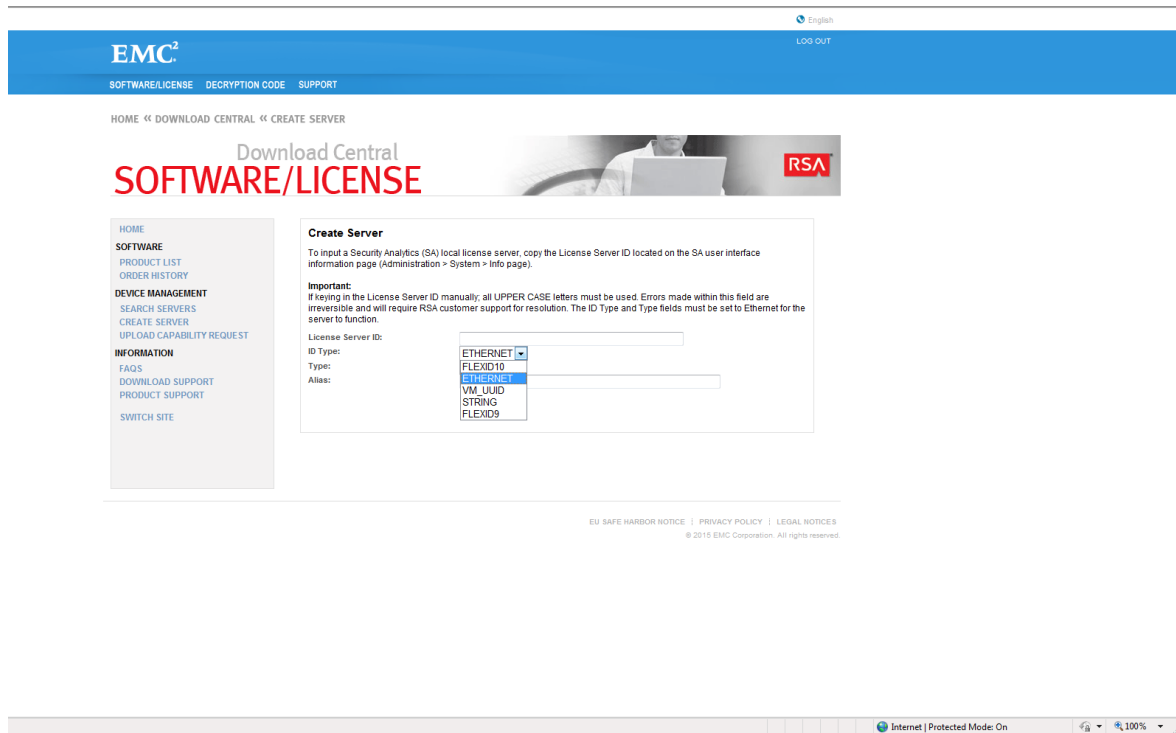 English
LOG OUT
EMC²
SOFTWARE/LICENSE DECRYPTION CODE SUPPORT
HOME « DOWNLOAD CENTRAL « CREATE SERVER
Download Central
SOFTWARE/LICENSE
RSA
HOME
SOFTWARE
PRODUCT LIST
ORDER HISTORY
DEVICE MANAGEMENT
SEARCH SERVERS
CREATE SERVER
UPLOAD CAPABILITY REQUEST
INFORMATION
FAQS
DOWNLOAD SUPPORT
PRODUCT SUPPORT
SWITCH SITE
Create Server
To input a Security Analytics (SA) local license server, copy the License Server ID located on the SA user interface
information page (Administration > System > Info page).
Important:
If keying in the License Server ID manually, all UPPER CASE letters must be used. Errors made within this field are
irreversible and will require RSA customer support for resolution. The ID Type and Type fields must be set to Ethernet for the
server to function.
License Server ID:
ID Type: ETHERNET
Type:
Alias:
FLEXID10
ETHERNET
VM_UUID
STRING
FLEXID9
EU SAFE HARBOR NOTICE | PRIVACY POLICY | LEGAL NOTICES
© 2015 EMC Corporation. All rights reserved.
Internet | Protected Mode: On
100%